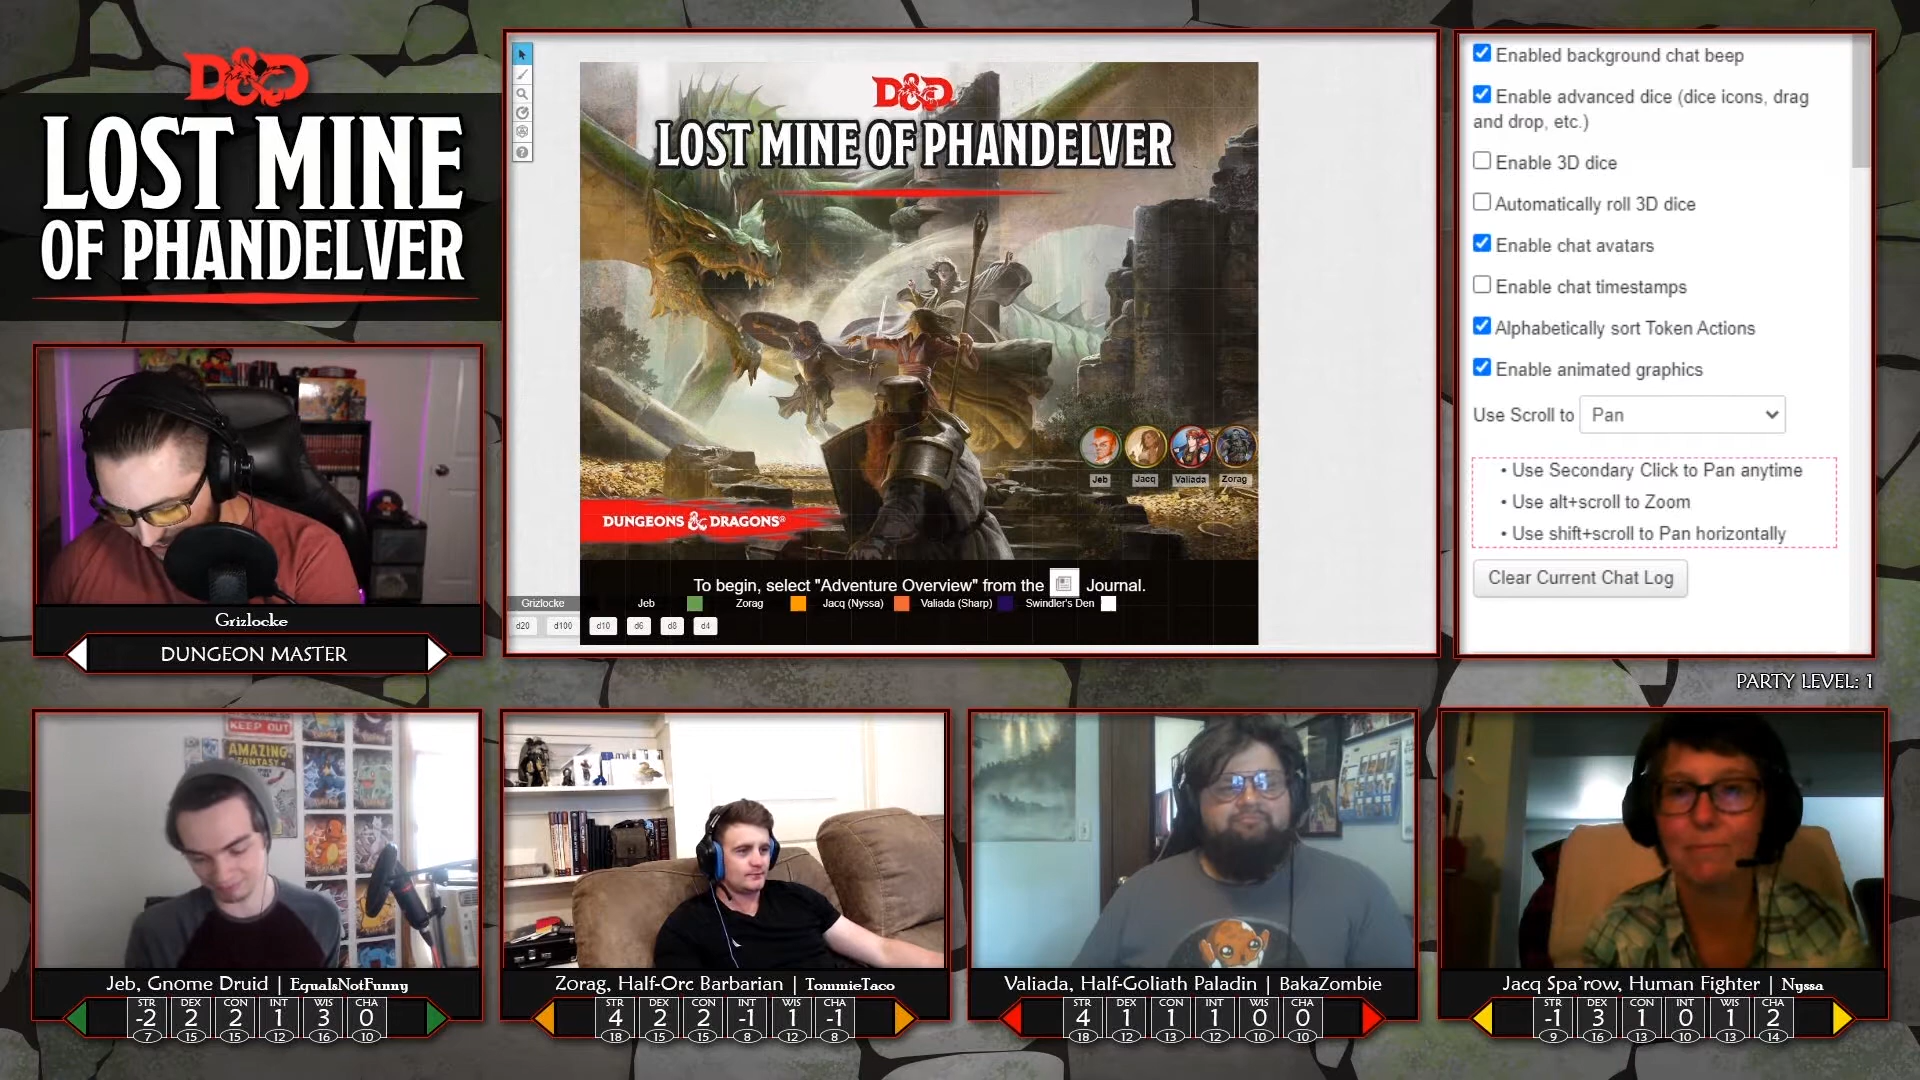 D&D
LOST MINE
OF PHANDELVER
D&D
LOST MINE OF PHANDELVER
Jeb
Jacq
Valiada
Zorag
DUNGEONS & DRAGONS®
To begin, select "Adventure Overview" from the Journal.
Grizlocke
Jeb
Zorag
Jacq (Nyssa)
Valiada (Sharp)
Swindler's Den
d20
d100
d10
d6
d8
d4
Enabled background chat beep
Enable advanced dice (dice icons, drag
and drop, etc.)
Enable 3D dice
Automatically roll 3D dice
Enable chat avatars
Enable chat timestamps
Alphabetically sort Token Actions
Enable animated graphics
Use Scroll to Pan
• Use Secondary Click to Pan anytime
• Use alt+scroll to Zoom
• Use shift+scroll to Pan horizontally
Clear Current Chat Log
Grizlocke
DUNGEON MASTER
PARTY LEVEL: 1
KEEP OUT
AMAZING
FANTASY
Jeb, Gnome Druid | EqualsNotFunny
STR DEX CON INT WIS CHA
-2 2 2 1 3 0
7 15 15 12 16 10
Zorag, Half-Orc Barbarian | TommieTaco
STR DEX CON INT WIS CHA
4 2 2 -1 1 -1
18 15 15 8 12 8
Valiada, Half-Goliath Paladin | BakaZombie
STR DEX CON INT WIS CHA
4 1 1 1 0 0
18 12 13 12 10 10
Jacq Spa'row, Human Fighter | Nyssa
STR DEX CON INT WIS CHA
-1 3 1 0 1 2
9 16 13 10 13 14